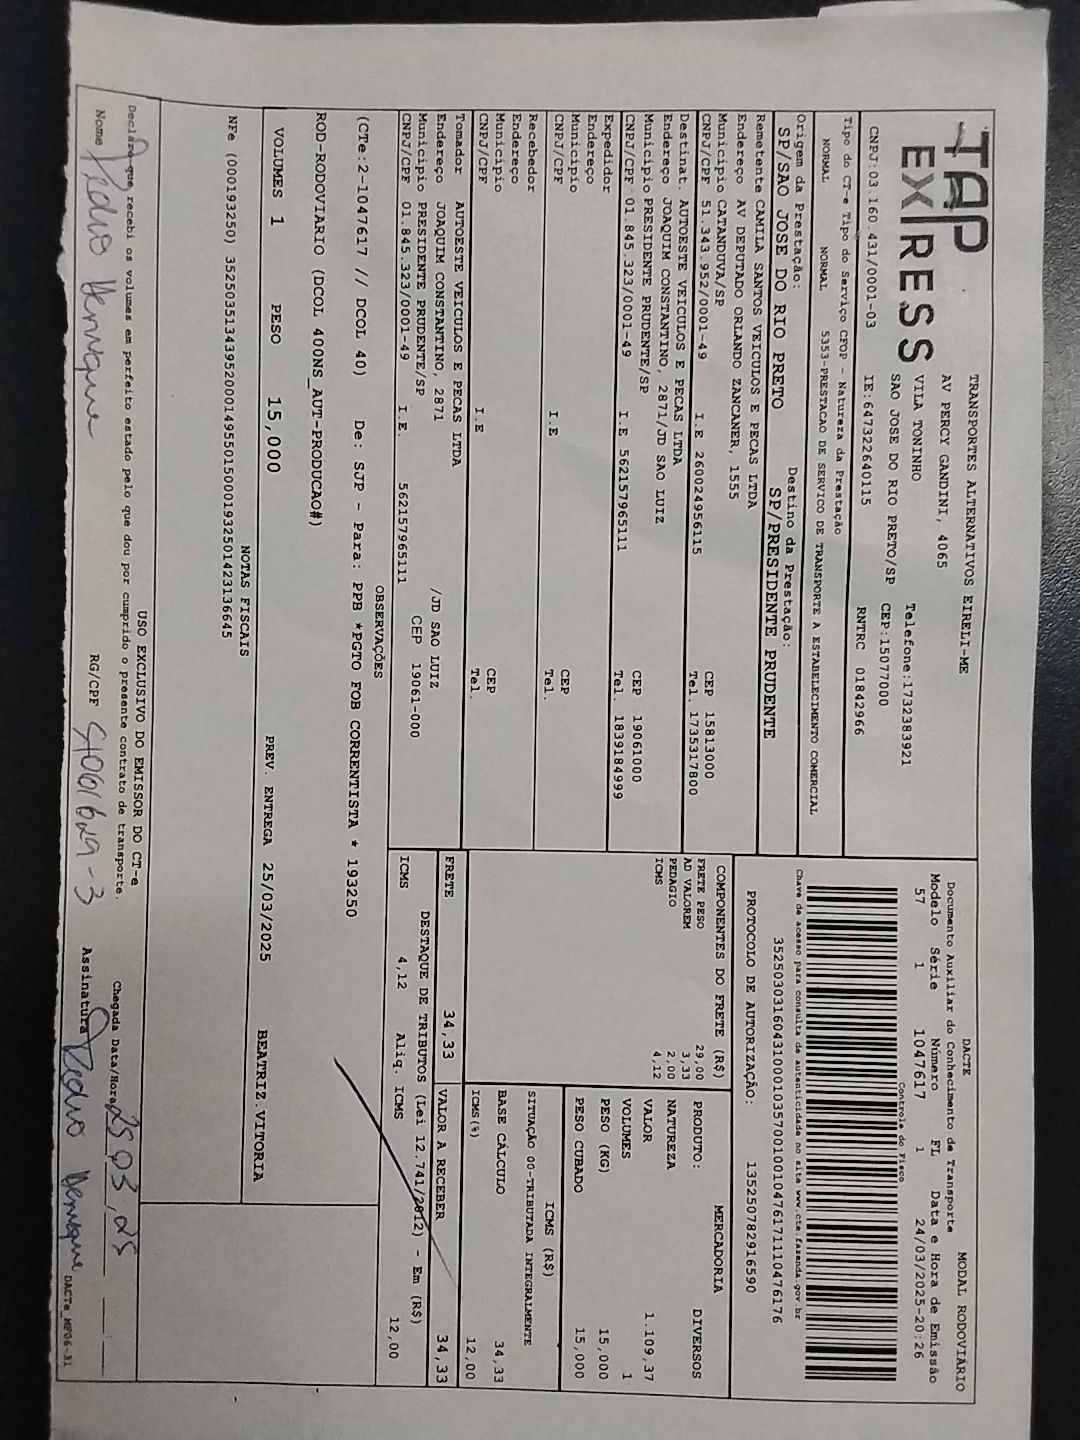 TAP
EXPRESS
TRANSPORTES ALTERNATIVOS EIRELI-ME
AV PERCY GANDINI, 4065
VILA TONINHO
SAO JOSE DO RIO PRETO/SP
Telefone:1732383921
CEP:15077000
CNPJ:03.160.431/0001-03 IE:647322640115 RNTRC 01842966
Tipo do CT-e Tipo do Serviço CFOP - Natureza da Prestação
NORMAL NORMAL 5353-PRESTACAO DE SERVICO DE TRANSPORTE A ESTABELECIMENTO COMERCIAL
Origem da Prestação: Destino da Prestação:
SP/SAO JOSE DO RIO PRETO SP/PRESIDENTE PRUDENTE
Remetente CAMILA SANTOS VEICULOS E PECAS LTDA
Endereço AV DEPUTADO ORLANDO ZANCANER, 1555
Municipio CATANDUVA/SP CEP 15813000
CNPJ/CPF 51.343.952/0001-49 I.E 260024956115 Tel. 1735317800
Destinat. AUTOESTE VEICULOS E PECAS LTDA
Endereço JOAQUIM CONSTANTINO, 2871/JD SAO LUIZ
Municipio PRESIDENTE PRUDENTE/SP CEP 19061000
CNPJ/CPF 01.845.323/0001-49 I.E 562157965111 Tel. 1839184999
Expedidor
Endereço
Municipio CEP
CNPJ/CPF I.E Tel.
Recebedor
Endereço
Municipio CEP
CNPJ/CPF I.E Tel.
Tomador AUTOESTE VEICULOS E PECAS LTDA
Endereço JOAQUIM CONSTANTINO, 2871 /JD SAO LUIZ
Municipio PRESIDENTE PRUDENTE/SP CEP 19061-000
CNPJ/CPF 01.845.323/0001-49 I.E. 562157965111
DACTE MODAL RODOVIÁRIO
Documento Auxiliar do Conhecimento de Transporte
Modelo Série Número FL Data e Hora de Emissão
57 1 1047617 1 24/03/2025-20:26
Controle do Fisco
Chave de acesso para consulta de autenticidade no site www.cte.fazenda.gov.br
35250303160431000103570010010476171110476176
PROTOCOLO DE AUTORIZAÇÃO: 135250782916590
COMPONENTES DO FRETE (R$)
FRETE PESO 29,00
AD VALOREM 3,33
PEDAGIO 2,00
ICMS 4,12
MERCADORIA
PRODUTO: DIVERSOS
NATUREZA
VALOR 1.109,37
VOLUMES 1
PESO (KG) 15,000
PESO CUBADO 15,000
ICMS (R$)
SITUAÇÃO 00-TRIBUTADA INTEGRALMENTE
BASE CÁLCULO 34,33
ICMS(%) 12,00
FRETE 34,33 VALOR A RECEBER 34,33
DESTAQUE DE TRIBUTOS (Lei 12.741/2012) - Em (R$)
ICMS 4,12 Aliq. ICMS 12,00
OBSERVAÇÕES
(CTe:2-1047617 // DCOL 40) De: SJP - Para: PPB *PGTO FOB CORRENTISTA * 193250
ROD-RODOVIARIO (DCOL 400NS_AUT-PRODUCAO#)
VOLUMES 1 PESO 15,000 PREV. ENTREGA 25/03/2025 BEATRIZ.VITORIA
NOTAS FISCAIS
NFe (000193250) 35250351343952000149550150001932501423136645
USO EXCLUSIVO DO EMISSOR DO CT-e
Declaro que recebi os volumes em perfeito estado pelo que dou por cumprido o presente contrato de transporte. Chegada Data/Hora 25 03, 25 :
Nome Pedro Henrique RG/CPF Assinatura Pedro Henrique
DACTe_MP06-31